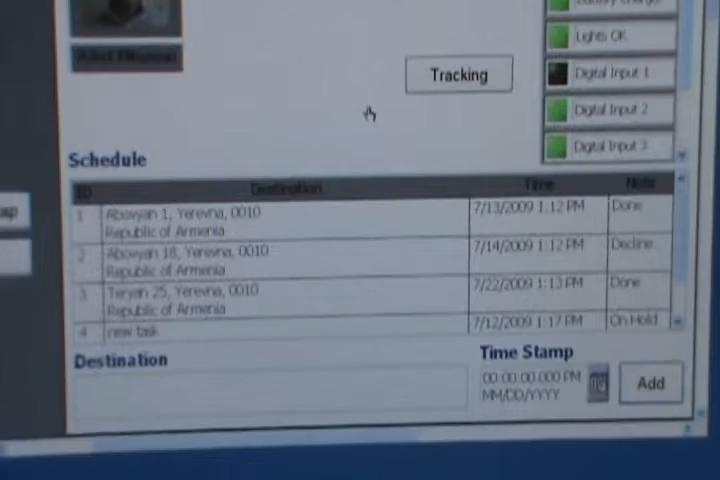 Battery Charger
Lights OK
Tracking
Digital Input 1
Digital Input 2
Digital Input 3
Schedule
ID Destination Time Note
1 Abovyan 1, Yerevna, 0010
Republic of Armenia
7/13/2009 1:12 PM Done
2 Abovyan 18, Yerevna, 0010
Republic of Armenia
7/14/2009 1:12 PM Decline
3 Teryan 25, Yerevna, 0010
Republic of Armenia
7/22/2009 1:13 PM Done
4 new task 7/12/2009 1:17 PM On Hold
Destination
Time Stamp
00:00:00.000 PM
MM/DD/YYYY
Add